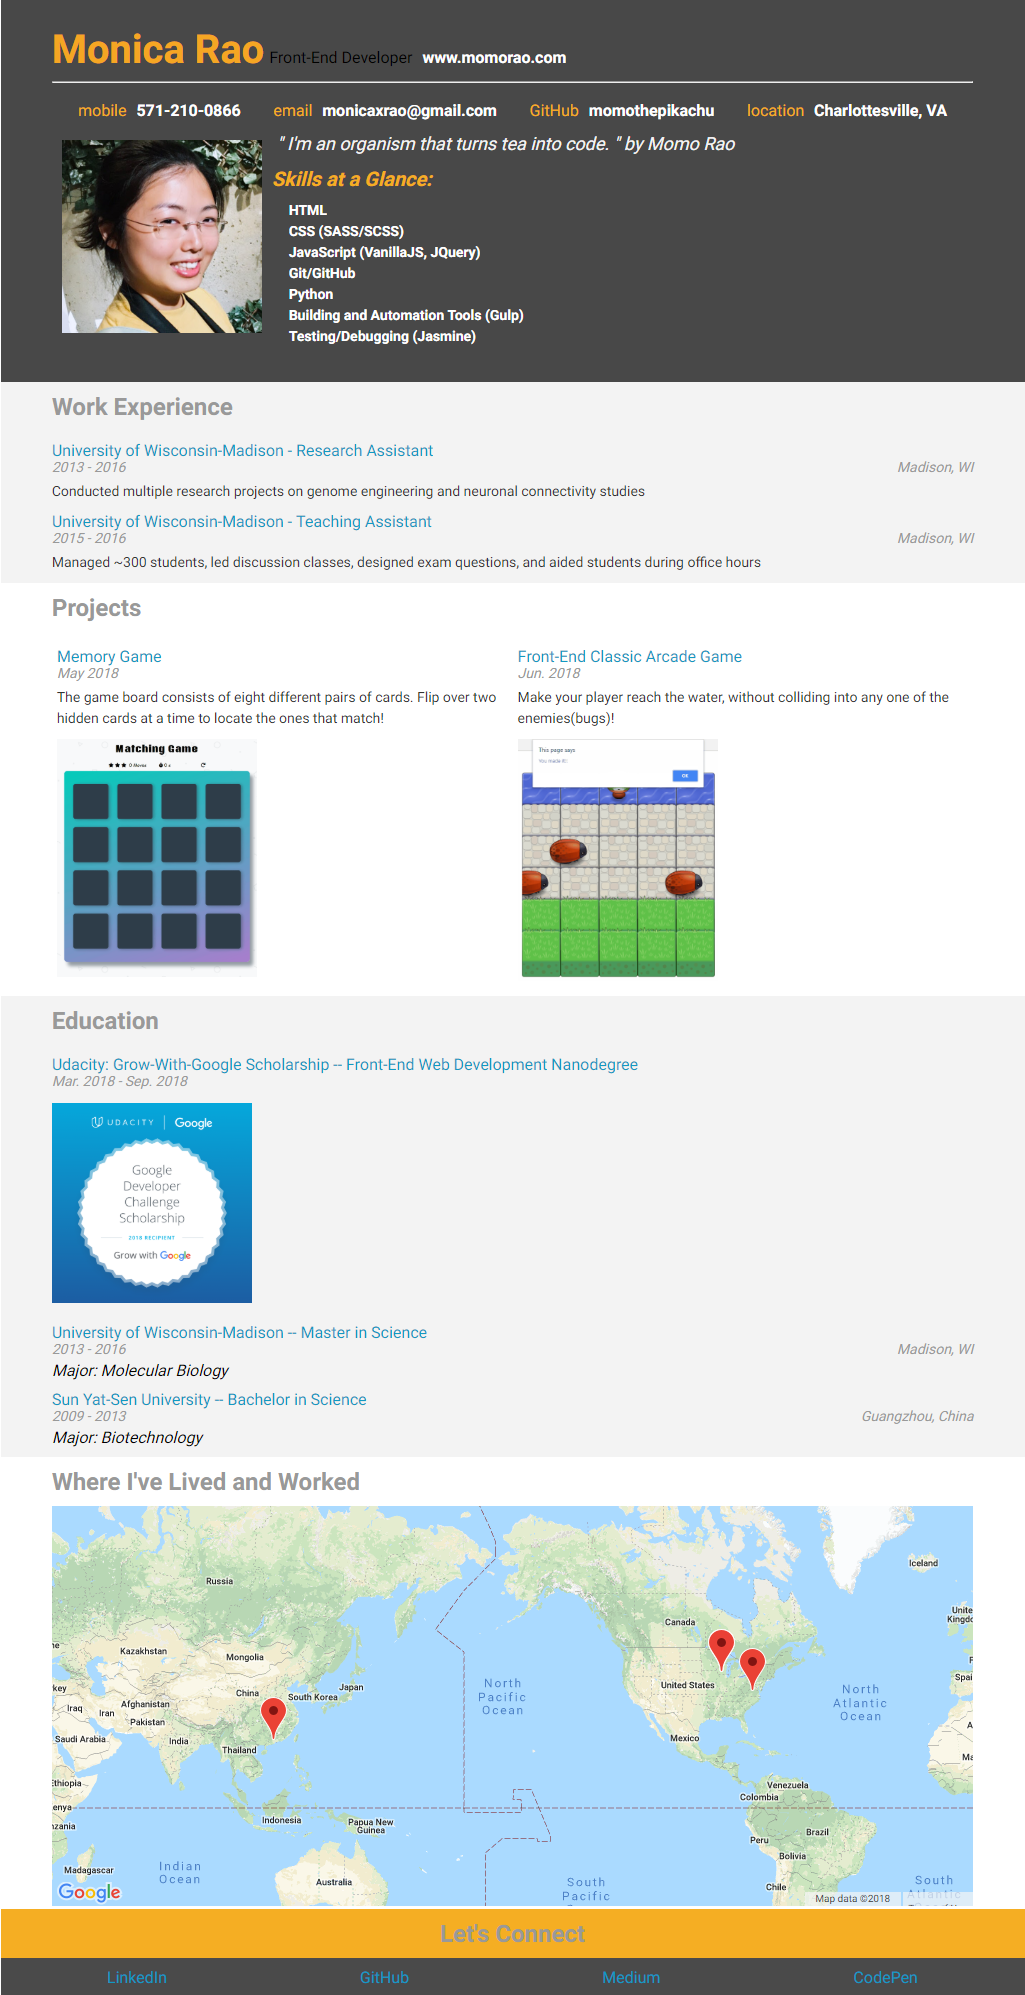 Monica Rao Front-End Developer www.momorao.com
mobile 571-210-0866 email monicaxrao@gmail.com GitHub momothepikachu location Charlottesville, VA
" I'm an organism that turns tea into code. " by Momo Rao
Skills at a Glance:
HTML
CSS (SASS/SCSS)
JavaScript (VanillaJS, JQuery)
Git/GitHub
Python
Building and Automation Tools (Gulp)
Testing/Debugging (Jasmine)
Work Experience
University of Wisconsin-Madison - Research Assistant
2013 - 2016 Madison, WI
Conducted multiple research projects on genome engineering and neuronal connectivity studies
University of Wisconsin-Madison - Teaching Assistant
2015 - 2016 Madison, WI
Managed ~300 students, led discussion classes, designed exam questions, and aided students during office hours
Projects
Memory Game
May 2018
The game board consists of eight different pairs of cards. Flip over two
hidden cards at a time to locate the ones that match!
Matching Game
0 Moves 0 s
Front-End Classic Arcade Game
Jun. 2018
Make your player reach the water, without colliding into any one of the
enemies(bugs)!
This page says
You made it!
OK
Education
Udacity: Grow-With-Google Scholarship -- Front-End Web Development Nanodegree
Mar. 2018 - Sep. 2018
UDACITY | Google
Google
Developer
Challenge
Scholarship
2018 RECIPIENT
Grow with Google
University of Wisconsin-Madison -- Master in Science
2013 - 2016 Madison, WI
Major: Molecular Biology
Sun Yat-Sen University -- Bachelor in Science
2009 - 2013 Guangzhou, China
Major: Biotechnology
Where I've Lived and Worked
Iceland
Russia
Unite
Kingdo
Canada
Kazakhstan
Mongolia
Spai
United States
North
Pacific
Ocean
North
Atlantic
Ocean
key
China
South Korea
Japan
Afghanistan
Iraq
Iran
Pakistan
Saudi Arabia
India
Thailand
Mexico
Ma
Ethiopia
Venezuela
Colombia
enya
Indonesia
Papua New
Guinea
nzania
Peru
Brazil
Bolivia
Madagascar
Indian
Ocean
Australia
South
Pacific
Chile
South
Atlantic
Google
Map data ©2018
Let's Connect
LinkedIn GitHub Medium CodePen